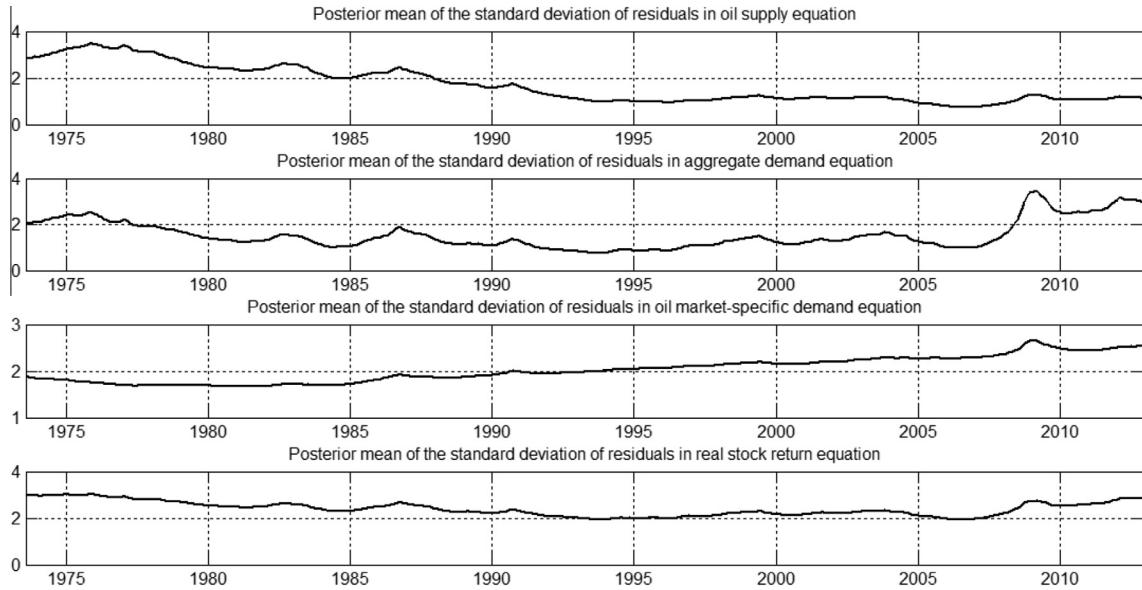 Posterior mean of the standard deviation of residuals in oil supply equation
4
2
0
1975 1980 1985 1990 1995 2000 2005 2010
Posterior mean of the standard deviation of residuals in aggregate demand equation
4
2
0
1975 1980 1985 1990 1995 2000 2005 2010
Posterior mean of the standard deviation of residuals in oil market-specific demand equation
3
2
1
1975 1980 1985 1990 1995 2000 2005 2010
Posterior mean of the standard deviation of residuals in real stock return equation
4
2
0
1975 1980 1985 1990 1995 2000 2005 2010